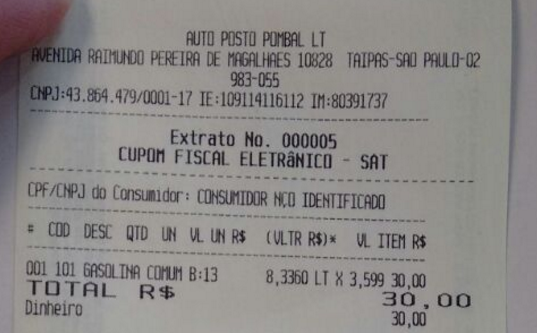 AUTO POSTO POMBAL LT
AVENIDA RAIMUNDO PEREIRA DE MAGALHAES 10828 TAIPAS-SAO PAULO-02
983-055
CNPJ:43.864.479/0001-17 IE:109114116112 IM:80391737
Extrato No. 000005
CUPOM FISCAL ELETRÂNICO - SAT
CPF/CNPJ do Consumidor: CONSUMIDOR NÇO IDENTIFICADO
# COD DESC QTD UN VL UN R$ (VLTR R$)* VL ITEM R$
001 101 GASOLINA COMUM B:13 8,3360 LT X 3,599 30,00
TOTAL R$ 30,00
Dinheiro 30,00